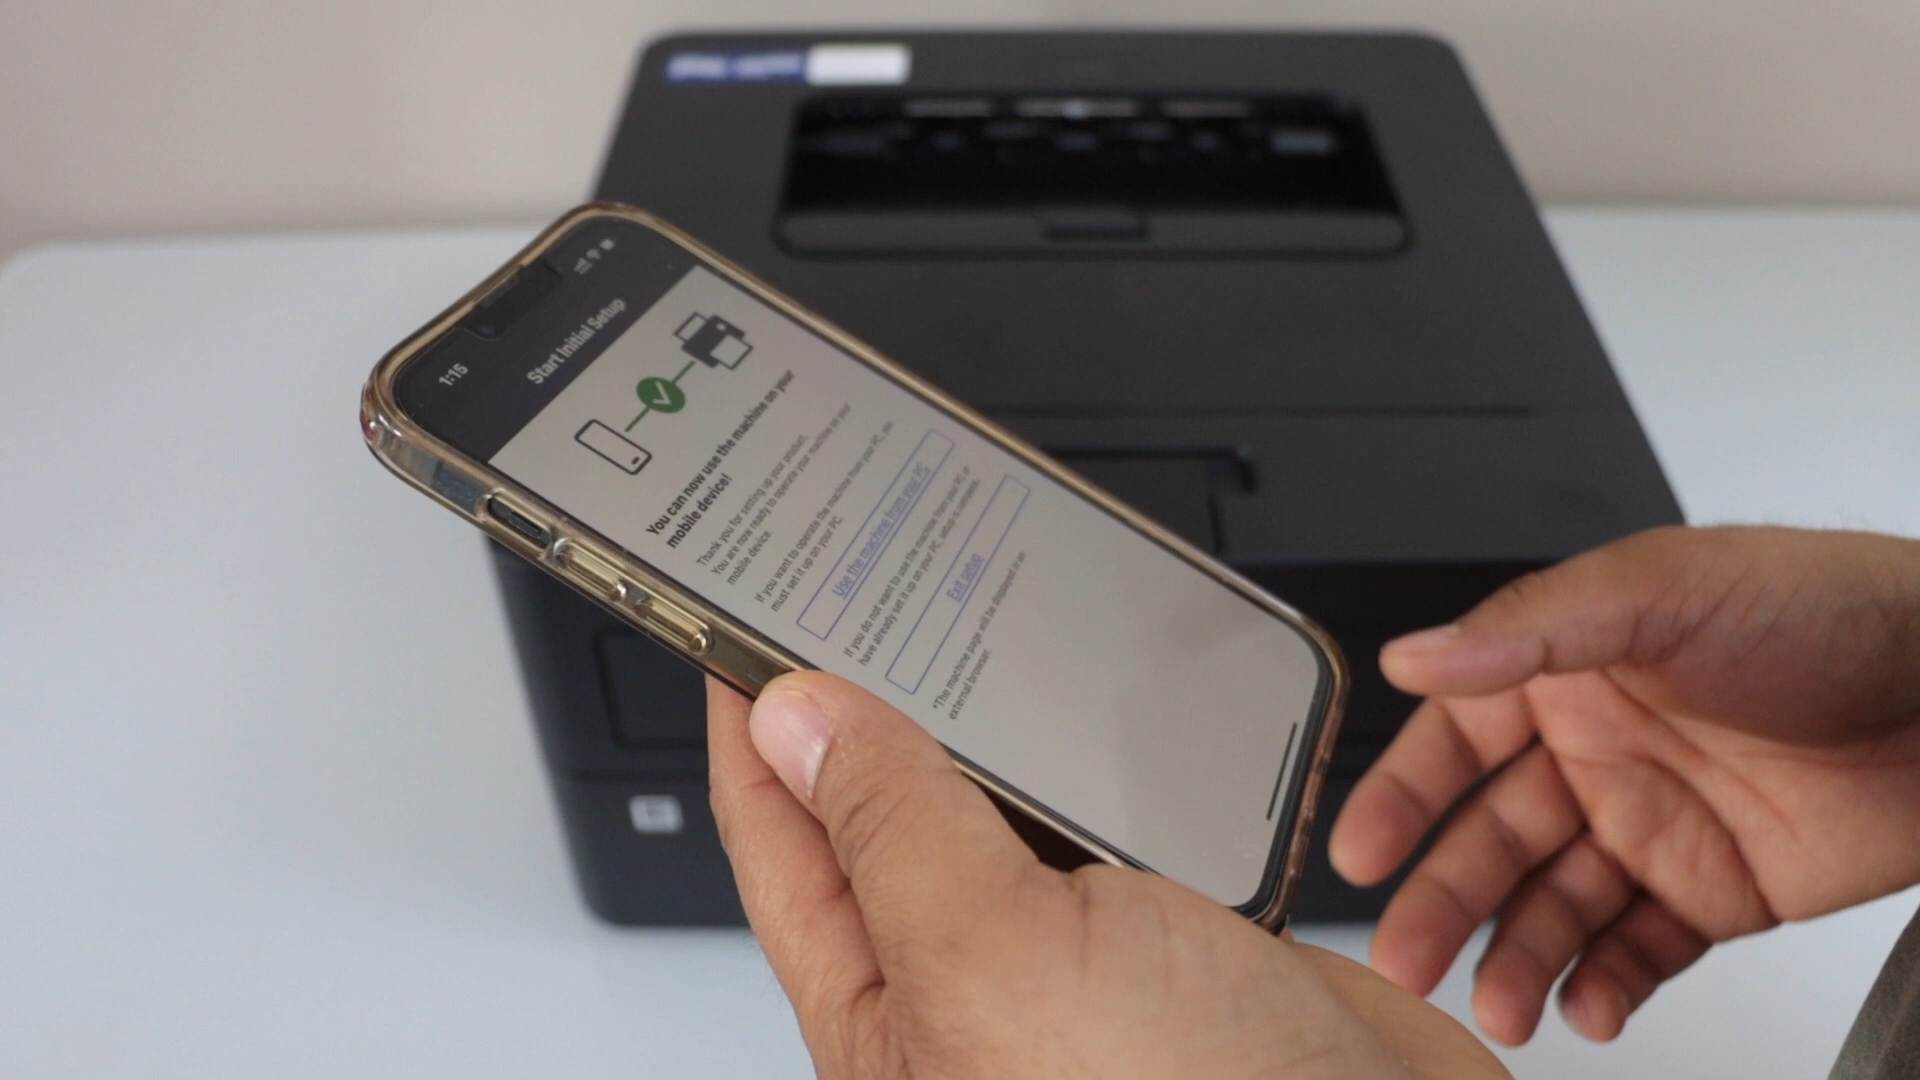 1:15
Start Initial Setup
You can now use the machine on your
mobile device!
Thank you for setting up your product.
You are now ready to operate your machine on your
mobile device.
If you want to operate the machine from your PC, you
must set it up on your PC.
Use the machine from your PC
If you do not want to use the machine from your PC or
have already set it up on your PC, setup is complete.
Exit setup
*The machine page will be displayed in an
external browser.